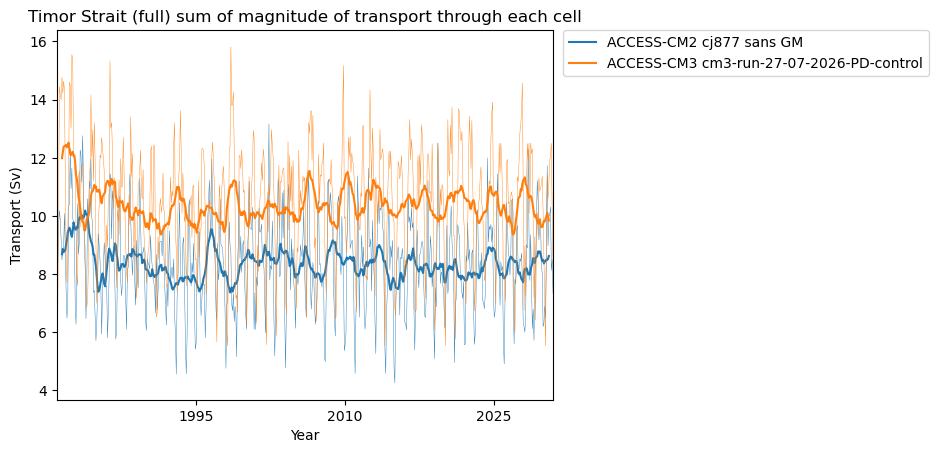 Timor Strait (full) sum of magnitude of transport through each cell
ACCESS-CM2 cj877 sans GM
ACCESS-CM3 cm3-run-27-07-2026-PD-control
Transport (Sv)
16
14
12
10
8
6
4
1995
2010
2025
Year